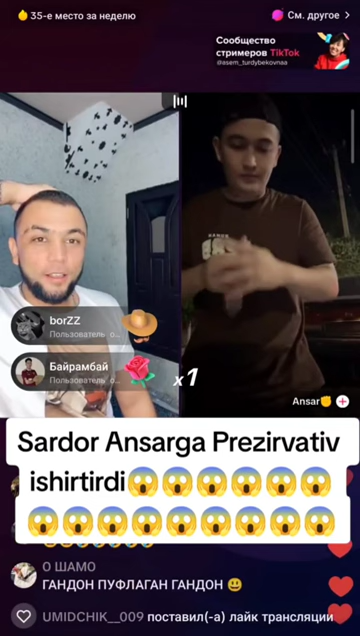 35-е место за неделю
См. другое >
Сообщество
стримеров TikTok
@asem_turdybekovnaa
borZZ
Пользователь о...
Байрамбай
Пользователь о...
x1
Ansar
Sardor Ansarga Prezirvativ
ishirtirdi😱😱😱😱😱😱
😱😱😱😱😱😱😱😱😱
О ШАМО
ГАНДОН ПУФЛАГАН ГАНДОН 😃
UMIDCHIK__009 поставил(-а) лайк трансляции